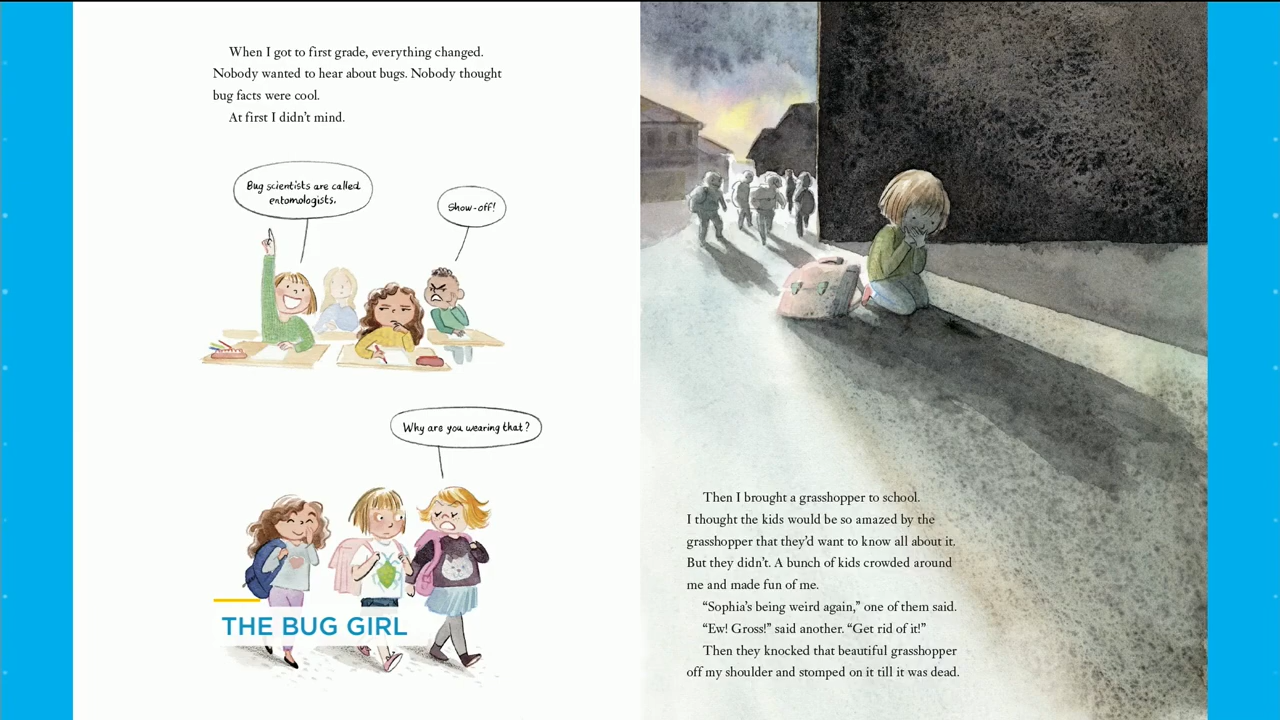 When I got to first grade, everything changed.
Nobody wanted to hear about bugs. Nobody thought
bug facts were cool.
At first I didn’t mind.
Bug scientists are called
entomologists.
Show-off!
Why are you wearing that?
THE BUG GIRL
Then I brought a grasshopper to school.
I thought the kids would be so amazed by the
grasshopper that they’d want to know all about it.
But they didn’t. A bunch of kids crowded around
me and made fun of me.
“Sophia’s being weird again,” one of them said.
“Ew! Gross!” said another. “Get rid of it!”
Then they knocked that beautiful grasshopper
off my shoulder and stomped on it till it was dead.